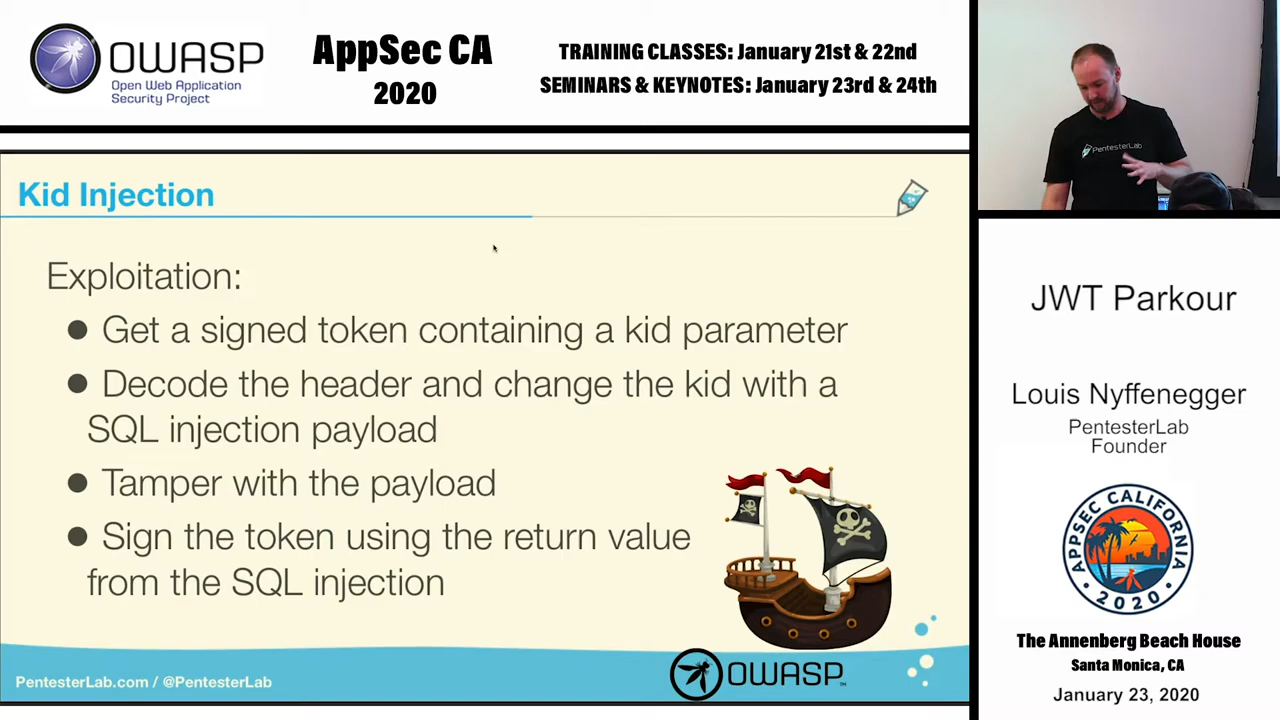 OWASP
Open Web Application
Security Project
AppSec CA
2020
TRAINING CLASSES: January 21st & 22nd
SEMINARS & KEYNOTES: January 23rd & 24th
PentesterLab
Kid Injection
Exploitation:
● Get a signed token containing a kid parameter
● Decode the header and change the kid with a
SQL injection payload
● Tamper with the payload
● Sign the token using the return value
from the SQL injection
PentesterLab.com / @PentesterLab
OWASP™
JWT Parkour
Louis Nyffenegger
PentesterLab
Founder
APPSEC CALIFORNIA
• 2020 •
The Annenberg Beach House
Santa Monica, CA
January 23, 2020